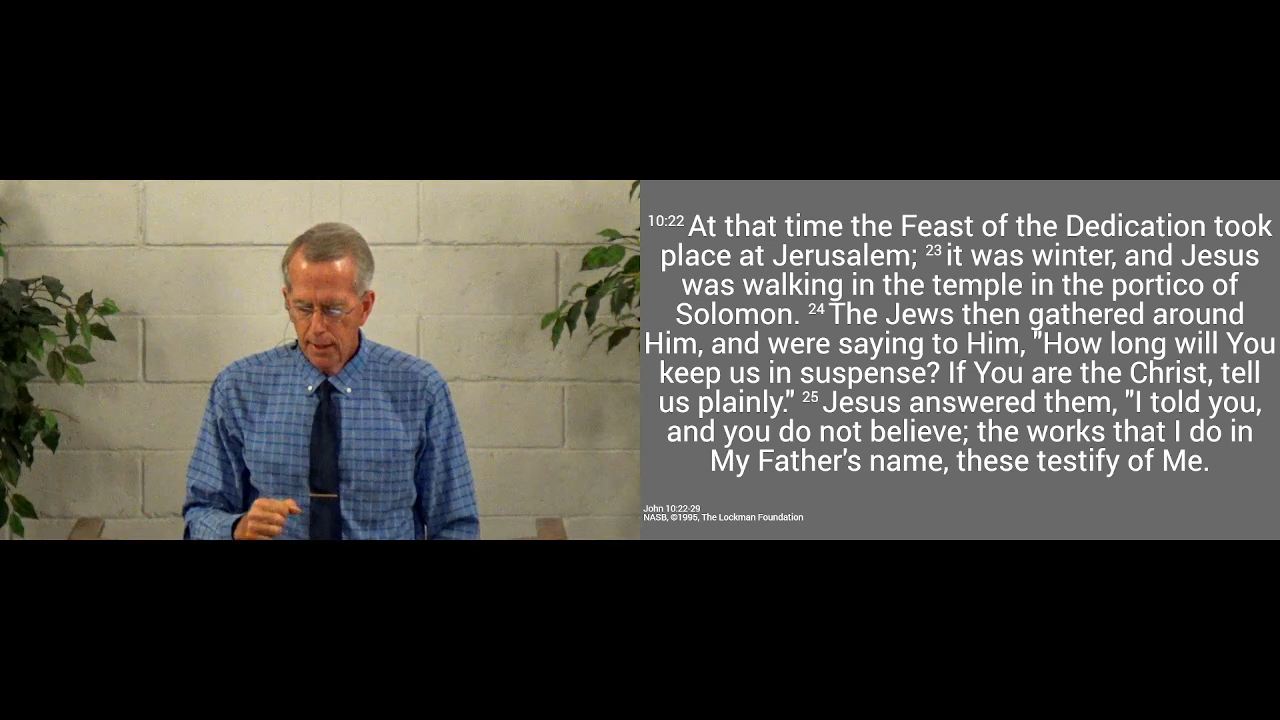 10:22 At that time the Feast of the Dedication took
place at Jerusalem; 23 it was winter, and Jesus
was walking in the temple in the portico of
Solomon. 24 The Jews then gathered around
Him, and were saying to Him, "How long will You
keep us in suspense? If You are the Christ, tell
us plainly." 25 Jesus answered them, "I told you,
and you do not believe; the works that I do in
My Father's name, these testify of Me.
John 10:22-29
NASB, ©1995, The Lockman Foundation